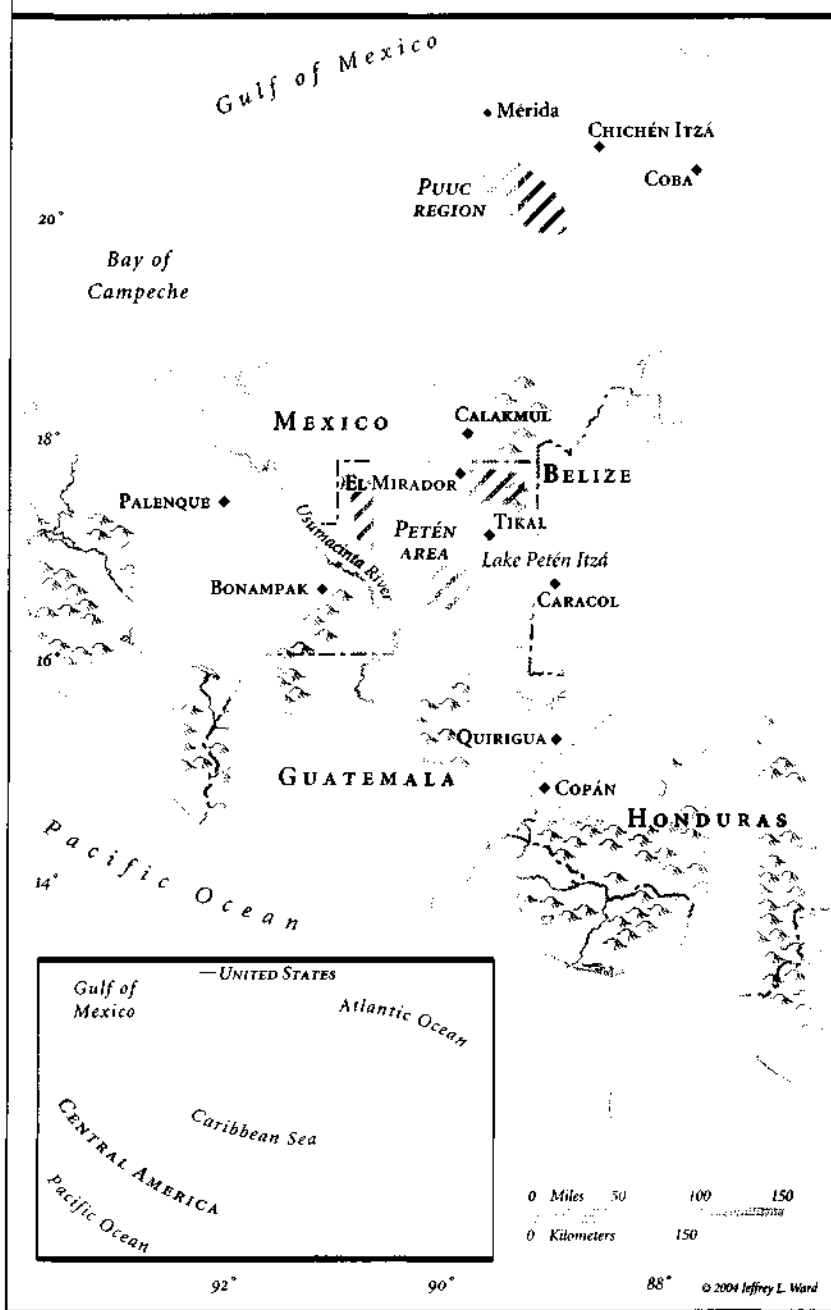 Gulf of Mexico
Mérida
CHICHÉN ITZÁ
COBA
PUUC
REGION
20°
Bay of
Campeche
MEXICO
CALAKMUL
18°
BELIZE
EL MIRADOR
PALENQUE
Usumacinta River
PETÉN
AREA
TIKAL
Lake Petén Itzá
BONAMPAK
CARACOL
16°
QUIRIGUA
GUATEMALA
COPÁN
HONDURAS
Pacific Ocean
14°
UNITED STATES
Gulf of
Mexico
Atlantic Ocean
Caribbean Sea
CENTRAL AMERICA
Pacific Ocean
0 Miles 50 100 150
0 Kilometers 150
92° 90° 88°
© 2004 Jeffrey L. Ward